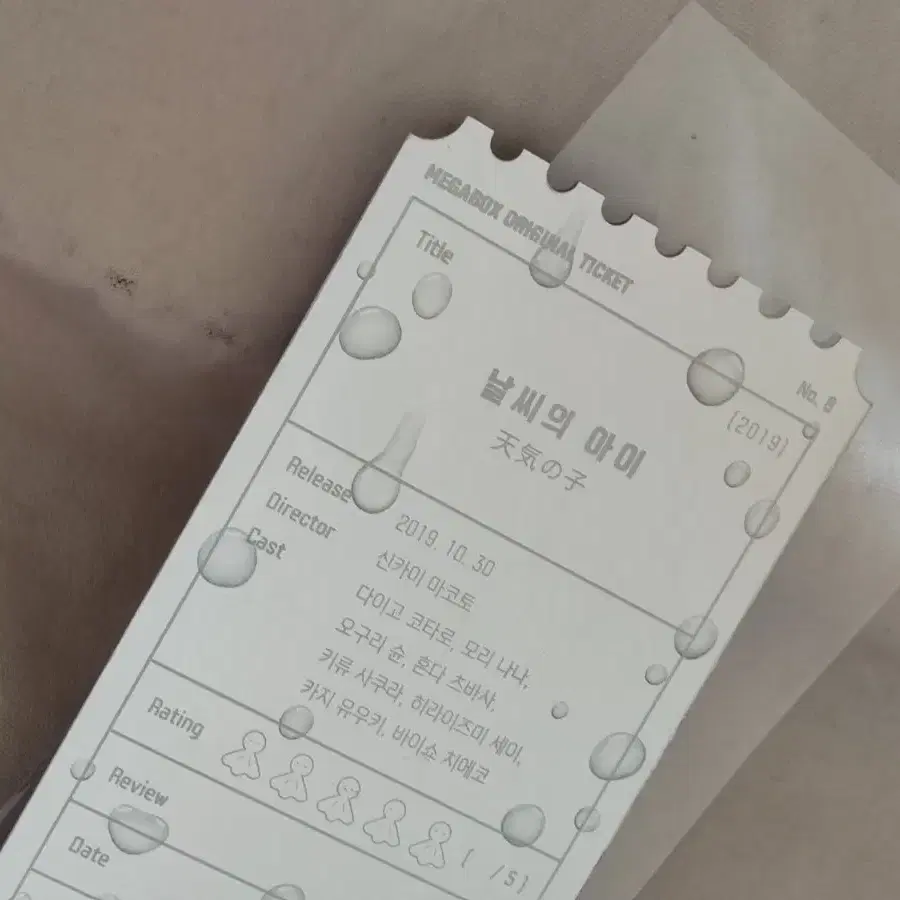 MEGABOX ORIGINAL TICKET
No. 8
Title
날씨의 아이
(2019)
天気の子
Release 2019. 10. 30
Director 신카이 마코토
Cast 다이고 코타로, 모리 나나,
오구리 슌, 혼다 츠바사,
키류 사쿠라, 히라이즈미 세이,
카지 유우키, 바이쇼 치에코
Rating ( /5)
Review
Date